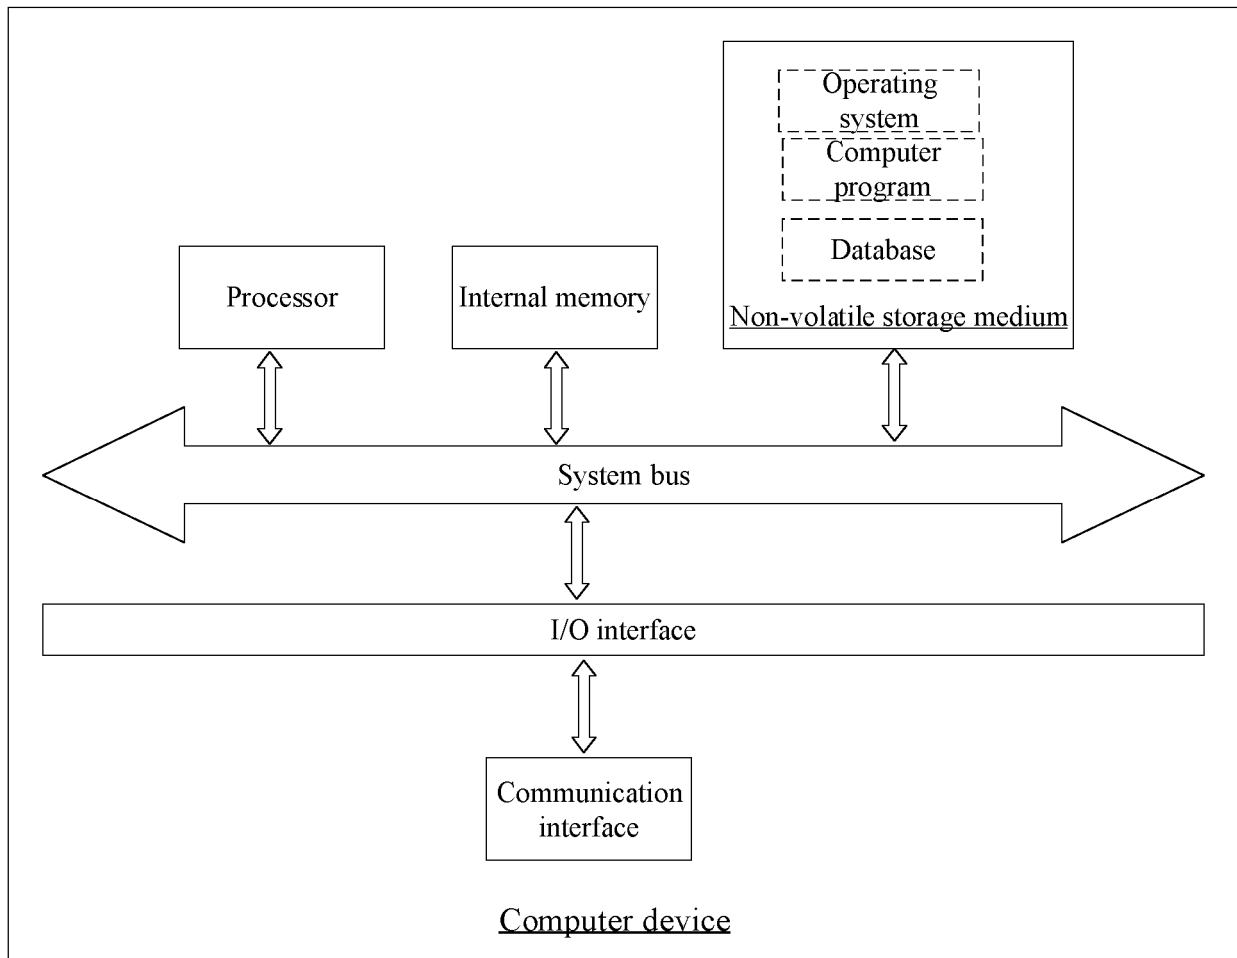 Operating
system
Computer
program
Database
Non-volatile storage medium
Processor
Internal memory
System bus
I/O interface
Communication
interface
Computer device